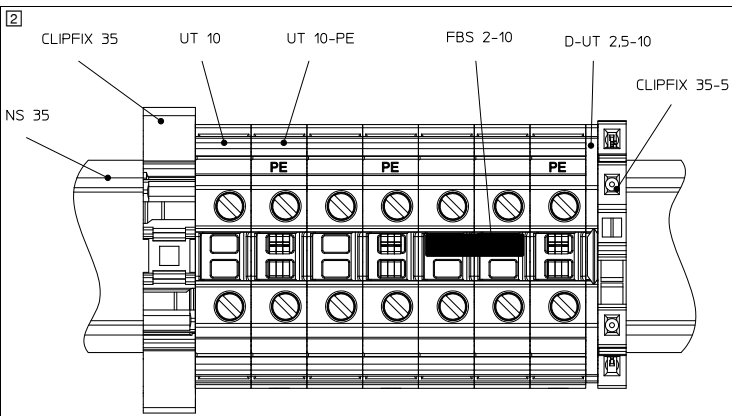 2
CLIPFIX 35
UT 10
UT 10-PE
FBS 2-10
D-UT 2,5-10
CLIPFIX 35-5
NS 35
PE
PE
PE